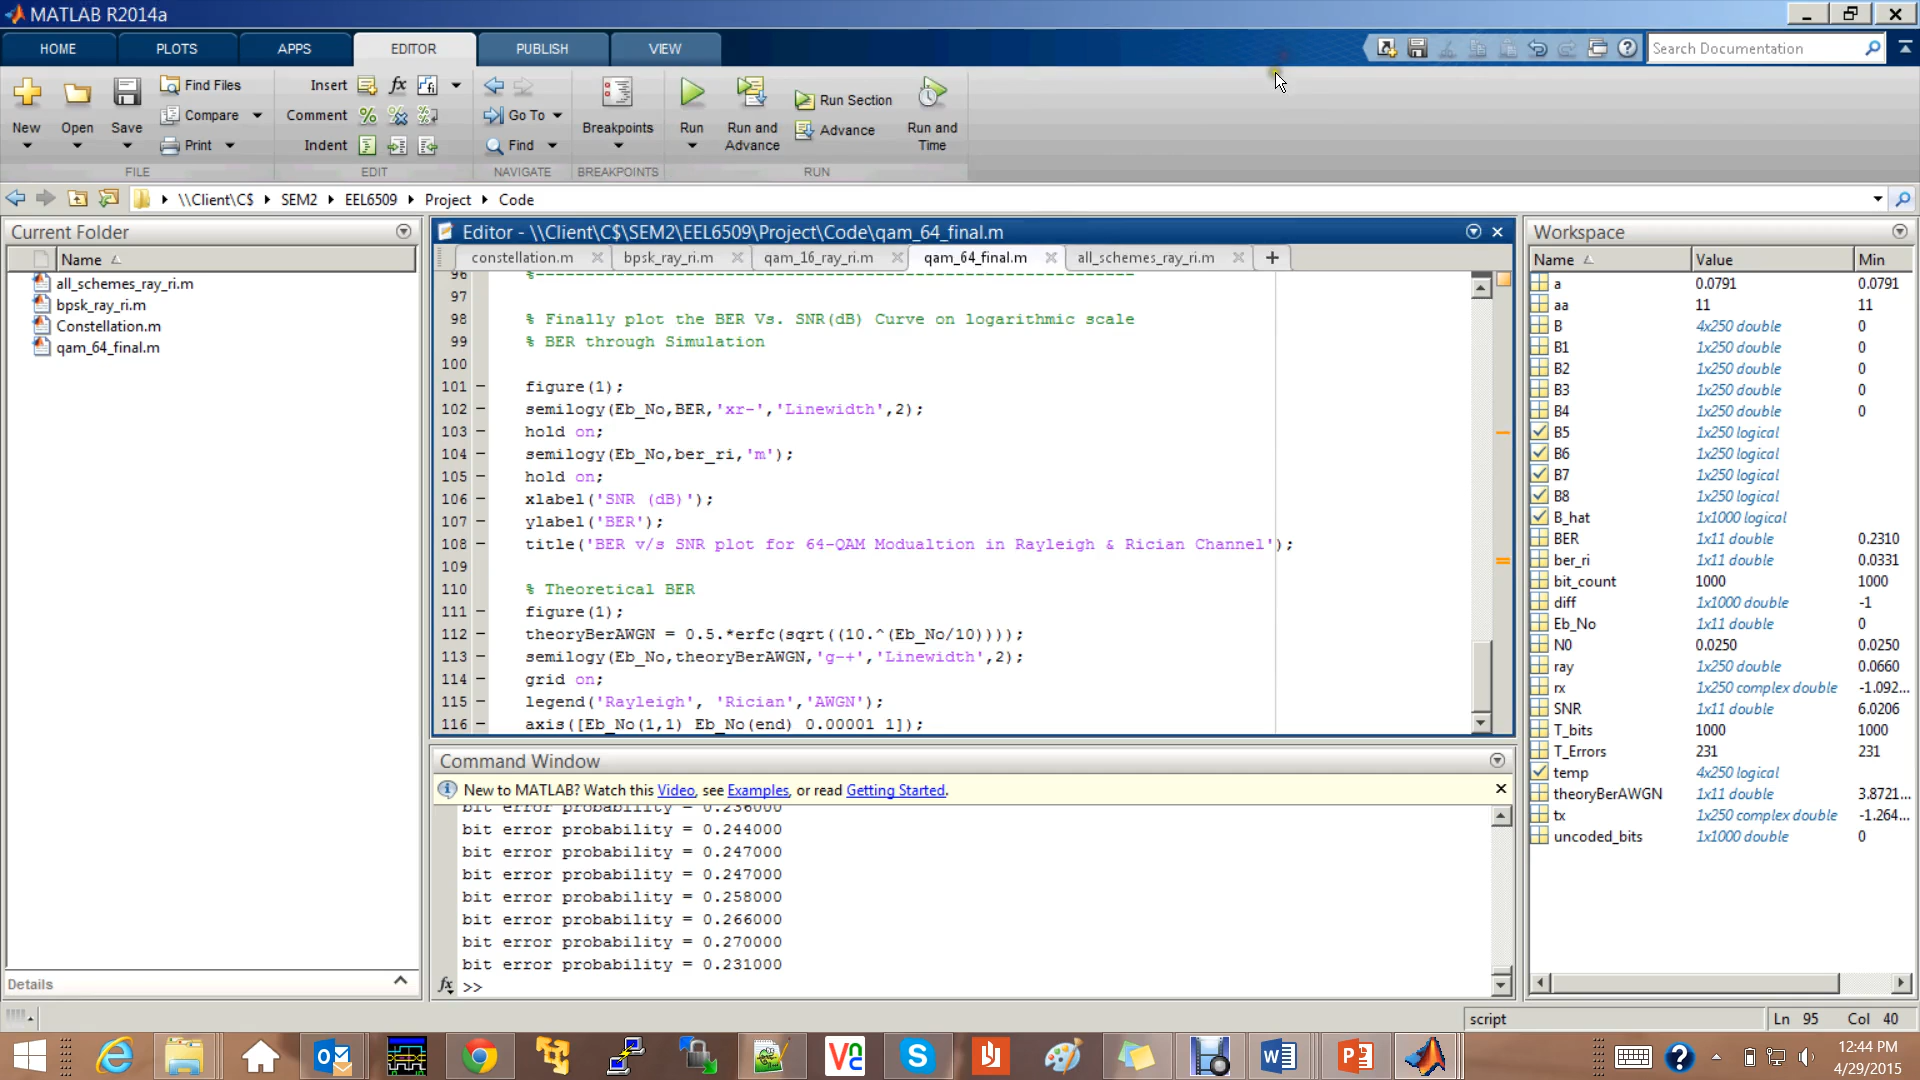 MATLAB R2014a
HOME PLOTS APPS EDITOR PUBLISH VIEW
Search Documentation
New Open Save
Find Files
Compare
Print
FILE
Insert
Comment
Indent
EDIT
Go To
Find
NAVIGATE
Breakpoints
BREAKPOINTS
Run
Run and Advance
Run Section
Advance
Run and Time
RUN
\\Client\C$ SEM2 EEL6509 Project Code
Current Folder
Name
all_schemes_ray_ri.m
bpsk_ray_ri.m
Constellation.m
qam_64_final.m
Details
Editor - \\Client\C$\SEM2\EEL6509\Project\Code\qam_64_final.m
constellation.m bpsk_ray_ri.m qam_16_ray_ri.m qam_64_final.m all_schemes_ray_ri.m +
96 %-------------------------------------------------------------
97
98 % Finally plot the BER Vs. SNR(dB) Curve on logarithmic scale
99 % BER through Simulation
100
101 – figure(1);
102 – semilogy(Eb_No,BER,'xr-','Linewidth',2);
103 – hold on;
104 – semilogy(Eb_No,ber_ri,'m');
105 – hold on;
106 – xlabel('SNR (dB)');
107 – ylabel('BER');
108 – title('BER v/s SNR plot for 64-QAM Modualtion in Rayleigh & Rician Channel');
109
110 % Theoretical BER
111 – figure(1);
112 – theoryBerAWGN = 0.5.*erfc(sqrt((10.^(Eb_No/10))));
113 – semilogy(Eb_No,theoryBerAWGN,'g-+','Linewidth',2);
114 – grid on;
115 – legend('Rayleigh', 'Rician','AWGN');
116 – axis([Eb_No(1,1) Eb_No(end) 0.00001 1]);
Command Window
New to MATLAB? Watch this Video, see Examples, or read Getting Started.
bit error probability = 0.236000
bit error probability = 0.244000
bit error probability = 0.247000
bit error probability = 0.247000
bit error probability = 0.258000
bit error probability = 0.266000
bit error probability = 0.270000
bit error probability = 0.231000
fx >>
Workspace
Name Value Min
a 0.0791 0.0791
aa 11 11
B 4x250 double 0
B1 1x250 double 0
B2 1x250 double 0
B3 1x250 double 0
B4 1x250 double 0
B5 1x250 logical
B6 1x250 logical
B7 1x250 logical
B8 1x250 logical
B_hat 1x1000 logical
BER 1x11 double 0.2310
ber_ri 1x11 double 0.0331
bit_count 1000 1000
diff 1x1000 double -1
Eb_No 1x11 double 0
N0 0.0250 0.0250
ray 1x250 double 0.0660
rx 1x250 complex double -1.092...
SNR 1x11 double 6.0206
T_bits 1000 1000
T_Errors 231 231
temp 4x250 logical
theoryBerAWGN 1x11 double 3.8721...
tx 1x250 complex double -1.264...
uncoded_bits 1x1000 double 0
script Ln 95 Col 40
12:44 PM
4/29/2015